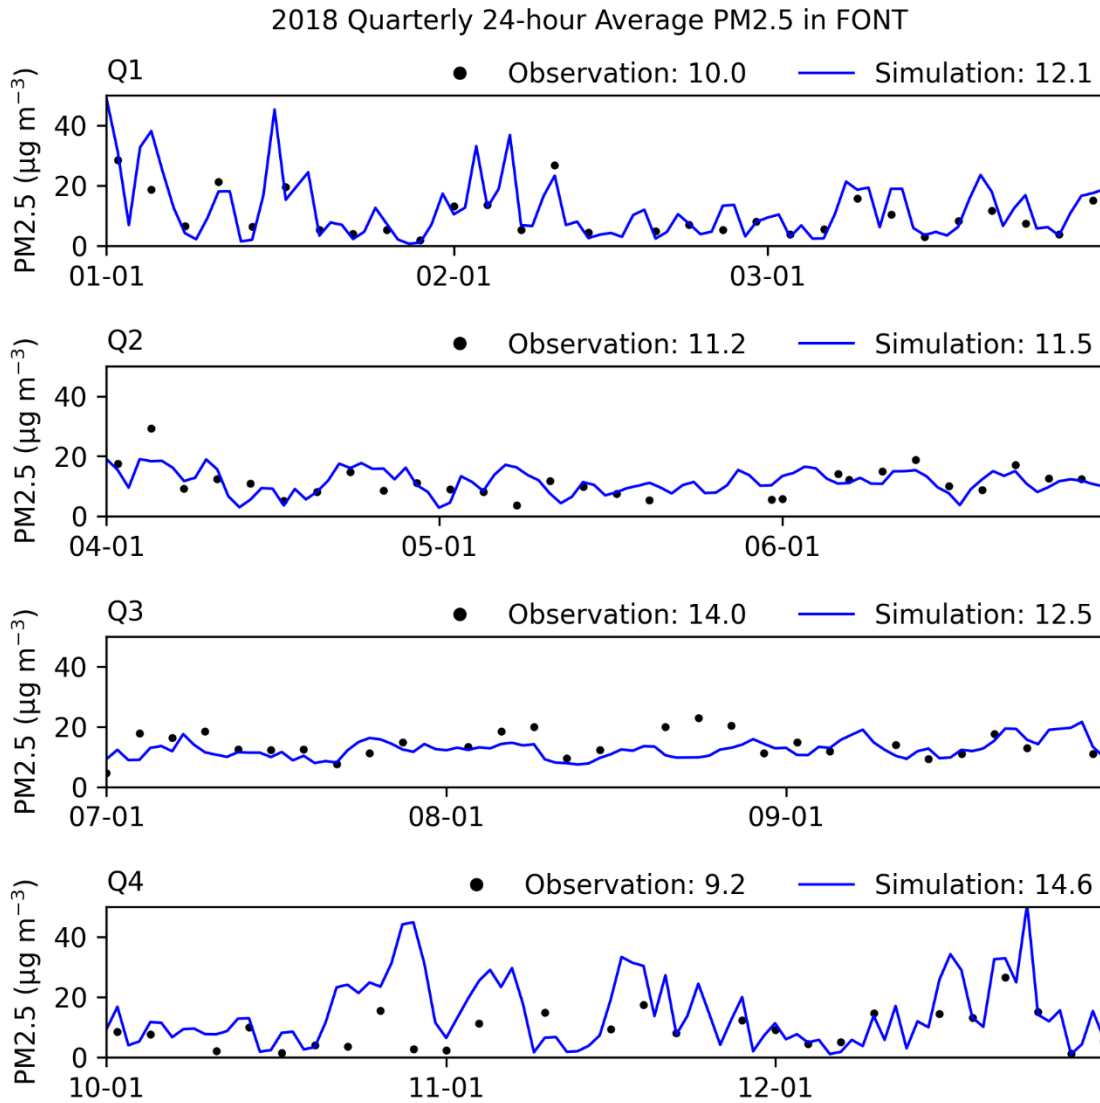 2018 Quarterly 24-hour Average PM2.5 in FONT
Q1 Observation: 10.0 Simulation: 12.1
PM2.5 (µg m⁻³)
40
20
0
01-01 02-01 03-01
Q2 Observation: 11.2 Simulation: 11.5
PM2.5 (µg m⁻³)
40
20
0
04-01 05-01 06-01
Q3 Observation: 14.0 Simulation: 12.5
PM2.5 (µg m⁻³)
40
20
0
07-01 08-01 09-01
Q4 Observation: 9.2 Simulation: 14.6
PM2.5 (µg m⁻³)
40
20
0
10-01 11-01 12-01